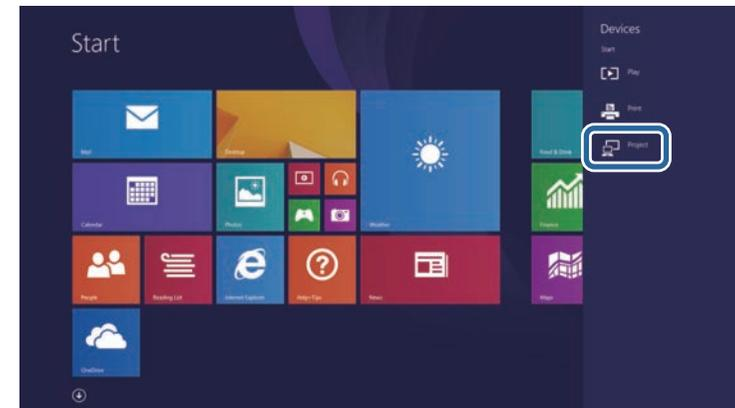 Start
Devices
Start
Play
Print
Project
Mail
Desktop
Food & Drink
Calendar
Photos
Weather
Finance
People
Reading List
Internet Explorer
Help+Tips
News
Maps
OneDrive